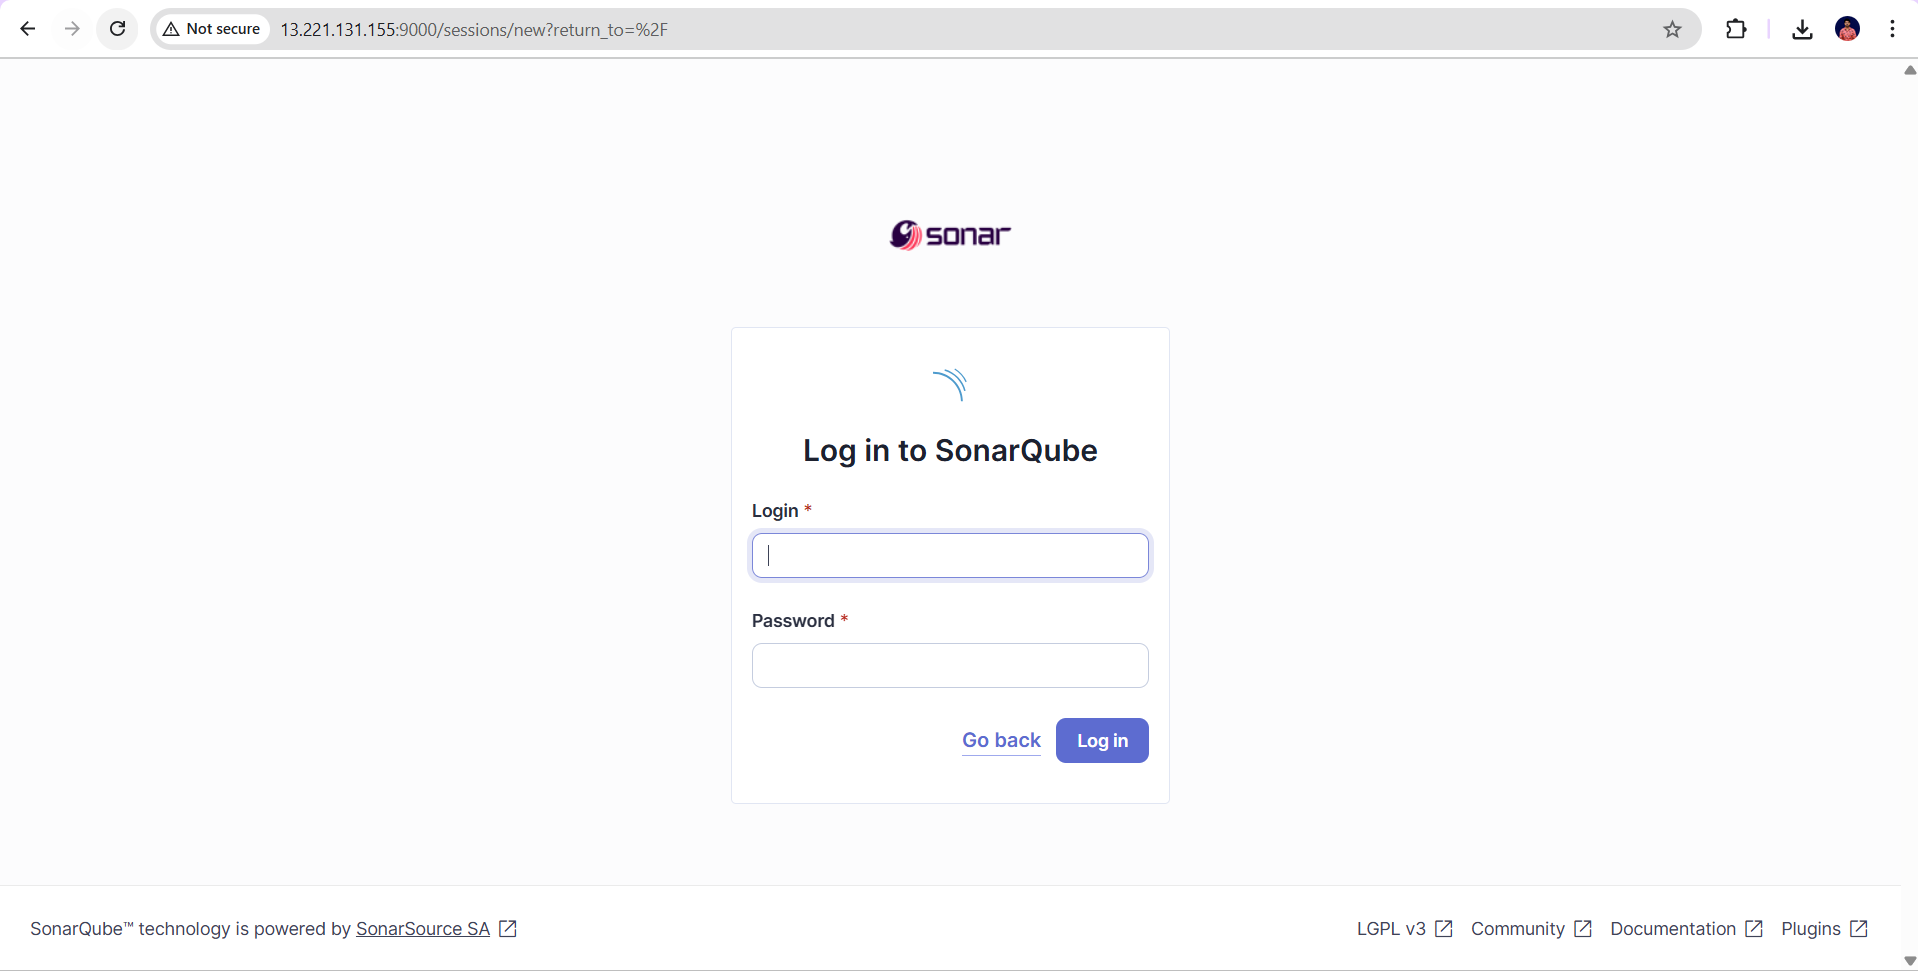 Not secure 13.221.131.155:9000/sessions/new?return_to=%2F
sonar
Log in to SonarQube
Login *
Password *
Go back Log in
SonarQube™ technology is powered by SonarSource SA LGPL v3 Community Documentation Plugins